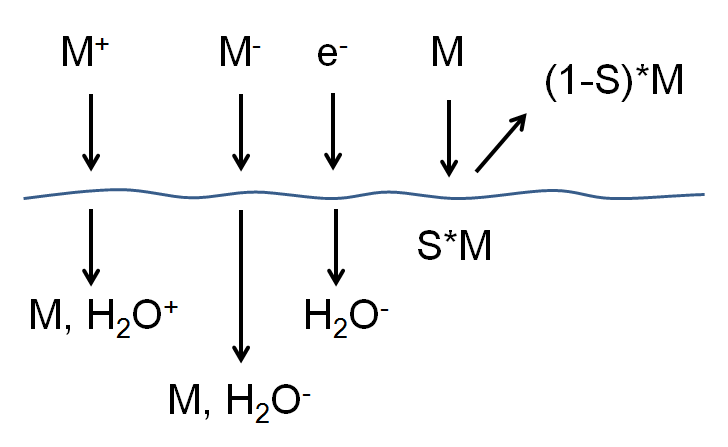 M⁺ M⁻ e⁻ M
(1-S)*M
S*M
M, H₂O⁺ H₂O⁻
M, H₂O⁻